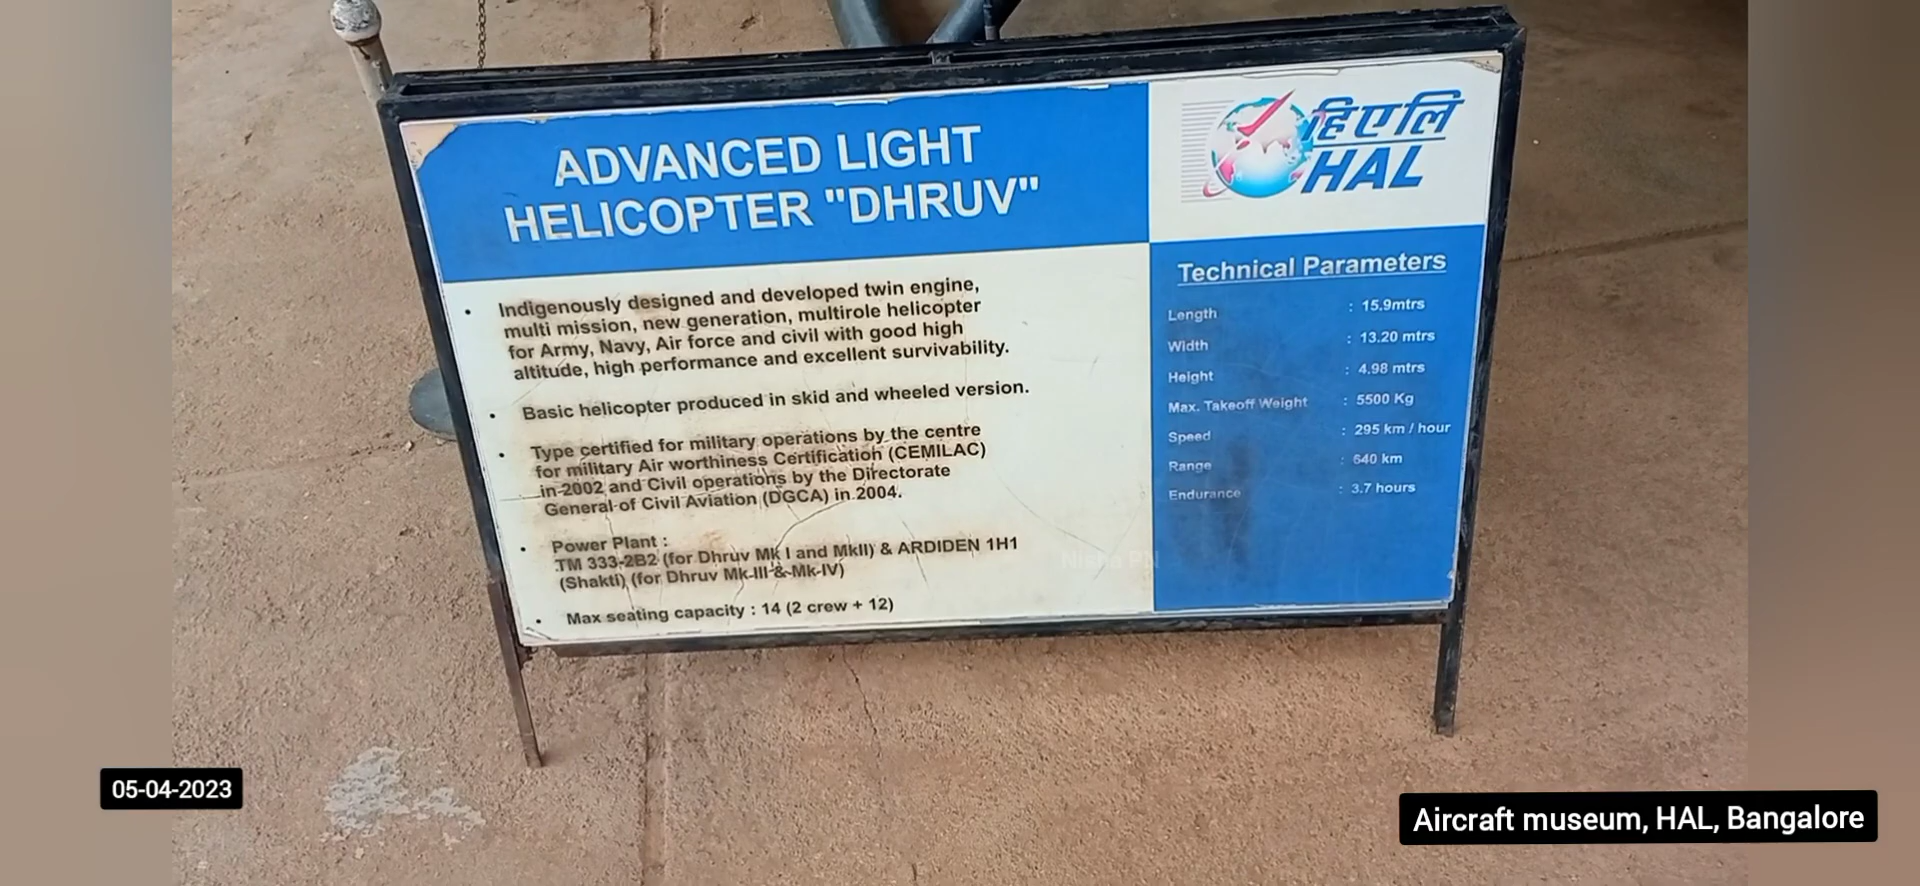 ADVANCED LIGHT
HELICOPTER "DHRUV"
हिएलि
HAL
• Indigenously designed and developed twin engine,
multi mission, new generation, multirole helicopter
for Army, Navy, Air force and civil with good high
altitude, high performance and excellent survivability.
• Basic helicopter produced in skid and wheeled version.
• Type certified for military operations by the centre
for military Air worthiness Certification (CEMILAC)
in 2002 and Civil operations by the Directorate
General of Civil Aviation (DGCA) in 2004.
• Power Plant :
TM 333-2B2 (for Dhruv Mk I and MkII) & ARDIDEN 1H1
(Shakti) (for Dhruv Mk-III & Mk-IV)
• Max seating capacity : 14 (2 crew + 12)
Technical Parameters
Length : 15.9mtrs
Width : 13.20 mtrs
Height : 4.98 mtrs
Max. Takeoff Weight : 5500 Kg
Speed : 295 km / hour
Range : 640 km
Endurance : 3.7 hours
Nisha PN
05-04-2023
Aircraft museum, HAL, Bangalore